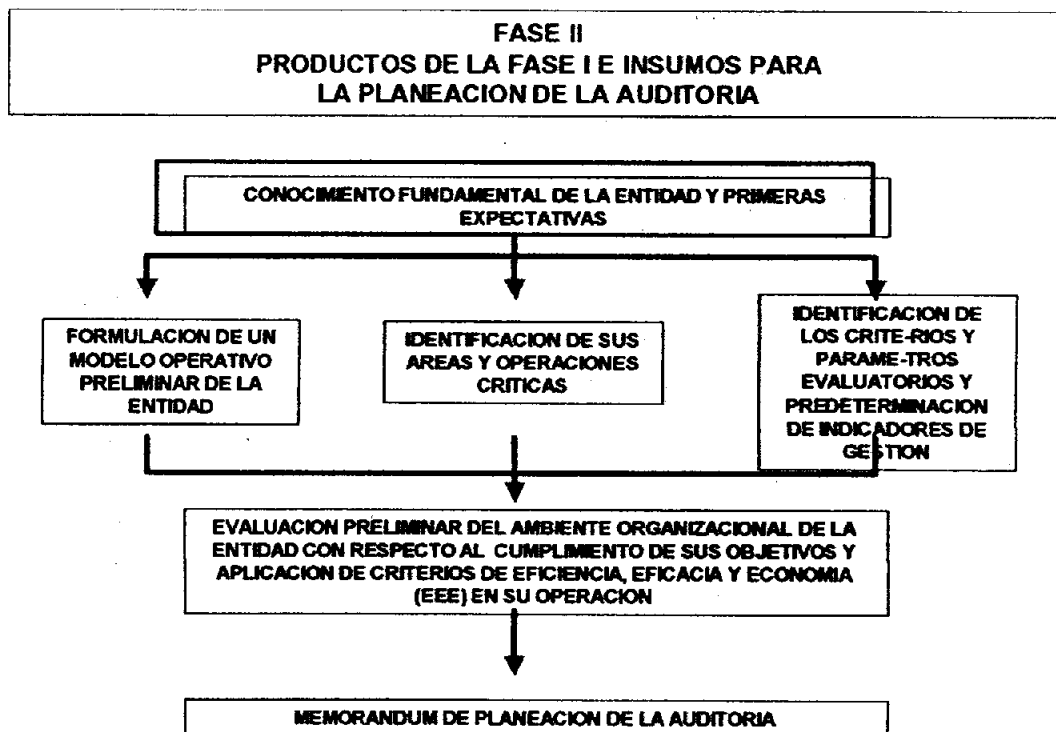 FASE II
PRODUCTOS DE LA FASE I E INSUMOS PARA
LA PLANEACION DE LA AUDITORIA
CONOCIMIENTO FUNDAMENTAL DE LA ENTIDAD Y PRIMERAS
EXPECTATIVAS
FORMULACION DE UN
MODELO OPERATIVO
PRELIMINAR DE LA
ENTIDAD
IDENTIFICACION DE SUS
AREAS Y OPERACIONES
CRITICAS
IDENTIFICACION DE
LOS CRITE-RIOS Y
PARAME-TROS
EVALUATORIOS Y
PREDETERMINACION
DE INDICADORES DE
GESTION
EVALUACION PRELIMINAR DEL AMBIENTE ORGANIZACIONAL DE LA
ENTIDAD CON RESPECTO AL CUMPLIMIENTO DE SUS OBJETIVOS Y
APLICACION DE CRITERIOS DE EFICIENCIA, EFICACIA Y ECONOMIA
(EEE) EN SU OPERACION
MEMORANDUM DE PLANEACION DE LA AUDITORIA